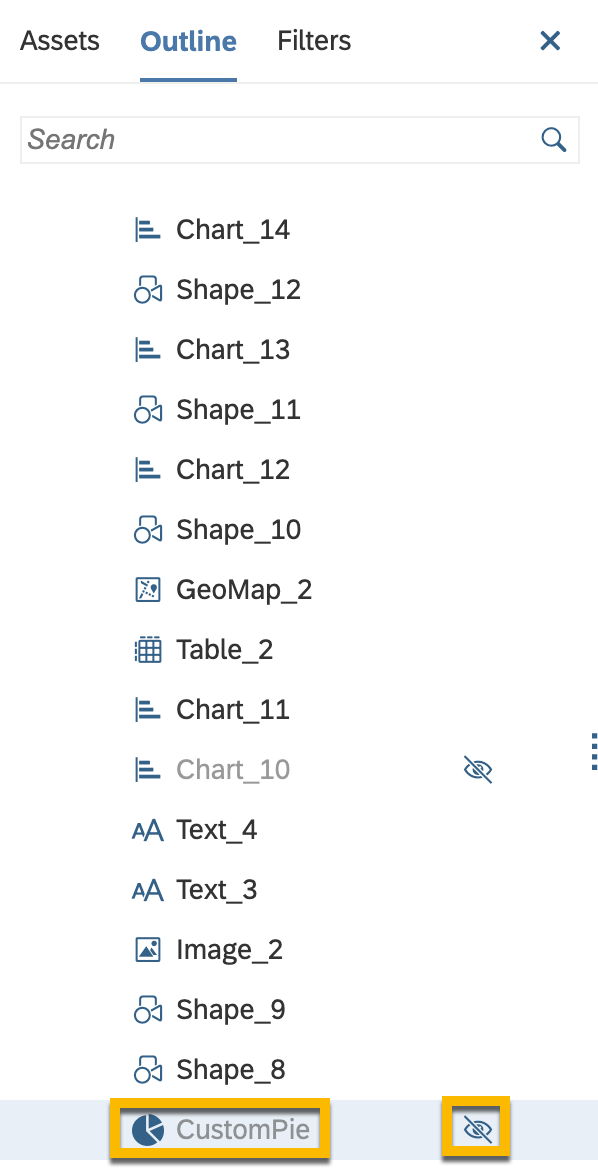 Assets Outline Filters
Search
Chart_14
Shape_12
Chart_13
Shape_11
Chart_12
Shape_10
GeoMap_2
Table_2
Chart_11
Chart_10
Text_4
Text_3
Image_2
Shape_9
Shape_8
CustomPie